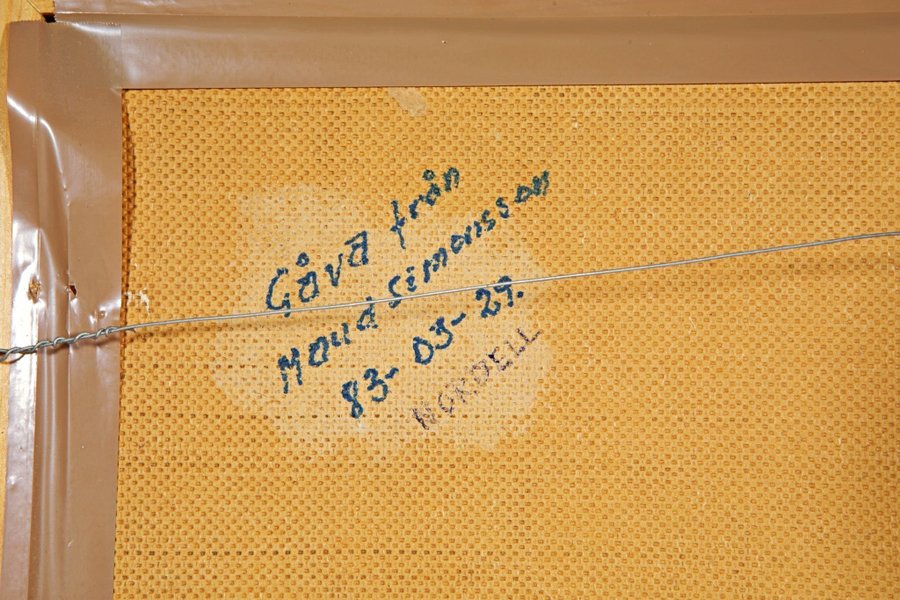 Gåva från
Maud Simonsson
83-03-29.
NORDELL